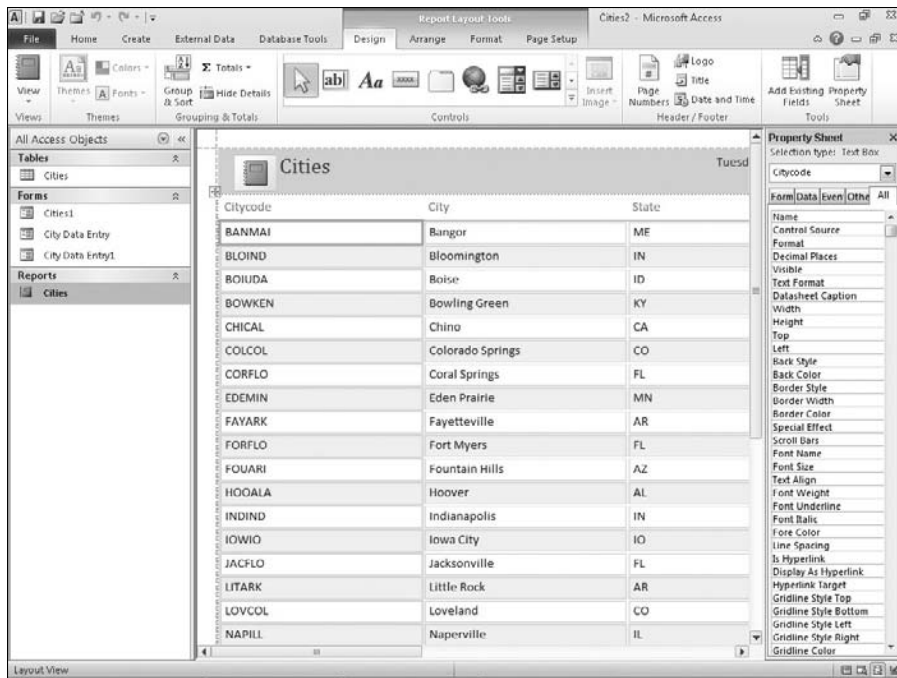 Report Layout Tools
Cities2 - Microsoft Access
File Home Create External Data Database Tools Design Arrange Format Page Setup
View
Views
Themes
Colors
Fonts
Themes
Group & Sort
Σ Totals
Hide Details
Grouping & Totals
ab| Aa xxxx
Controls
Insert Image
Page Numbers
Logo
Title
Date and Time
Header / Footer
Add Existing Fields
Property Sheet
Tools
All Access Objects
Tables
Cities
Forms
Cities1
City Data Entry
City Data Entry1
Reports
Cities
Cities
Tuesd
Citycode City State
BANMAI Bangor ME
BLOIND Bloomington IN
BOIUDA Boise ID
BOWKEN Bowling Green KY
CHICAL Chino CA
COLCOL Colorado Springs CO
CORFLO Coral Springs FL
EDEMIN Eden Prairie MN
FAYARK Fayetteville AR
FORFLO Fort Myers FL
FOUARI Fountain Hills AZ
HOOALA Hoover AL
INDIND Indianapolis IN
IOWIO Iowa City IO
JACFLO Jacksonville FL
LITARK Little Rock AR
LOVCOL Loveland CO
NAPILL Naperville IL
Property Sheet
Selection type: Text Box
Citycode
Form Data Even Othe All
Name
Control Source
Format
Decimal Places
Visible
Text Format
Datasheet Caption
Width
Height
Top
Left
Back Style
Back Color
Border Style
Border Width
Border Color
Special Effect
Scroll Bars
Font Name
Font Size
Text Align
Font Weight
Font Underline
Font Italic
Fore Color
Line Spacing
Is Hyperlink
Display As Hyperlink
Hyperlink Target
Gridline Style Top
Gridline Style Bottom
Gridline Style Left
Gridline Style Right
Gridline Color
Layout View